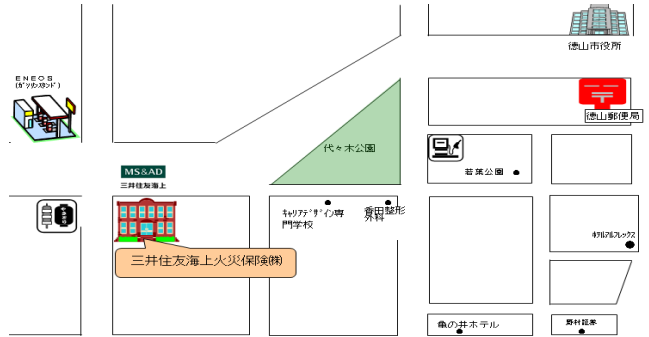 徳山市役所
ENEOS
(ｶﾞｿﾘﾝｽﾀﾝﾄﾞ)
徳山郵便局
代々木公園
若葉公園
MS&AD
三井住友海上
ｷｬﾘｱﾃﾞｻﾞｲﾝ専
門学校
香田整形
外科
ﾎﾃﾙｱﾙﾌﾚｯｸｽ
三井住友海上火災保険㈱
亀の井ホテル
野村証券